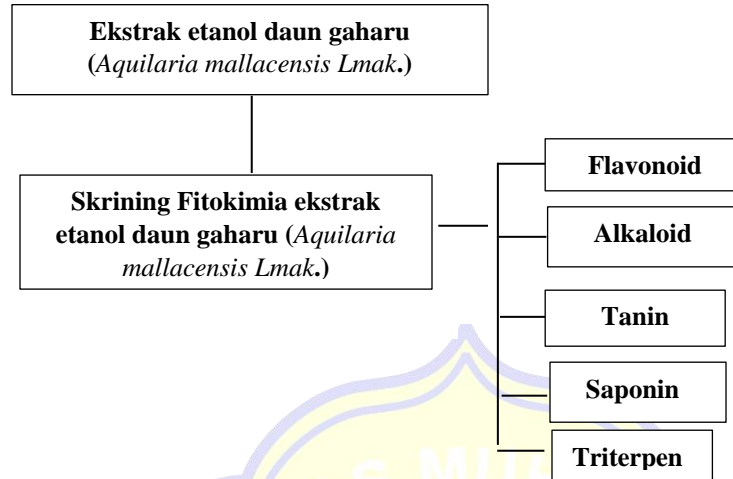 Ekstrak etanol daun gaharu
(Aquilaria mallacensis Lmak.)
Skrining Fitokimia ekstrak
etanol daun gaharu (Aquilaria
mallacensis Lmak.)
Flavonoid
Alkaloid
Tanin
Saponin
Triterpen